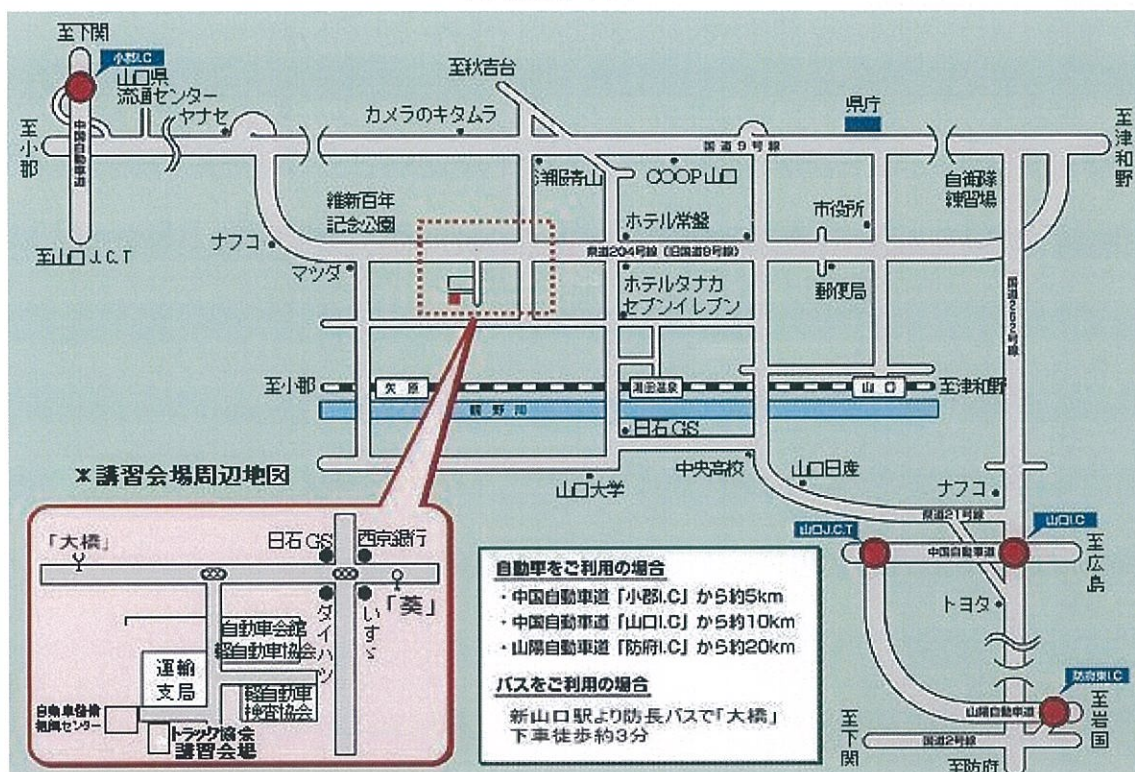 至下関
小郡I.C
山口県
流通センター
ヤナセ
至小郡
中国自動車道
至山口J.C.T
至秋吉台
カメラのキタムラ
県庁
至津和野
国道9号線
洋服青山
COOP山口
自衛隊
練習場
維新百年
記念公園
ナフコ
マツダ
ホテル常盤
市役所
県道204号線(旧国道9号線)
ホテルタナカ
セブンイレブン
郵便局
国道262号線
至小郡
矢原
湯田温泉
山口
至津和野
椹野川
日石GS
中央高校
山口大学
山口日産
ナフコ
県道21号線
山口J.C.T
中国自動車道
山口I.C
至広島
トヨタ
防府東I.C
山陽自動車道
至岩国
至下関
国道2号線
至防府
*講習会場周辺地図
「大橋」
日石GS
西京銀行
「葵」
ダイハツ
いすゞ
自動車会館
軽自動車協会
運輸
支局
軽自動車
検査協会
トラック協会
講習会場
自動車をご利用の場合
・中国自動車道「小郡I.C」から約5km
・中国自動車道「山口I.C」から約10km
・山陽自動車道「防府I.C」から約20km
バスをご利用の場合
新山口駅より防長バスで「大橋」
下車徒歩約3分